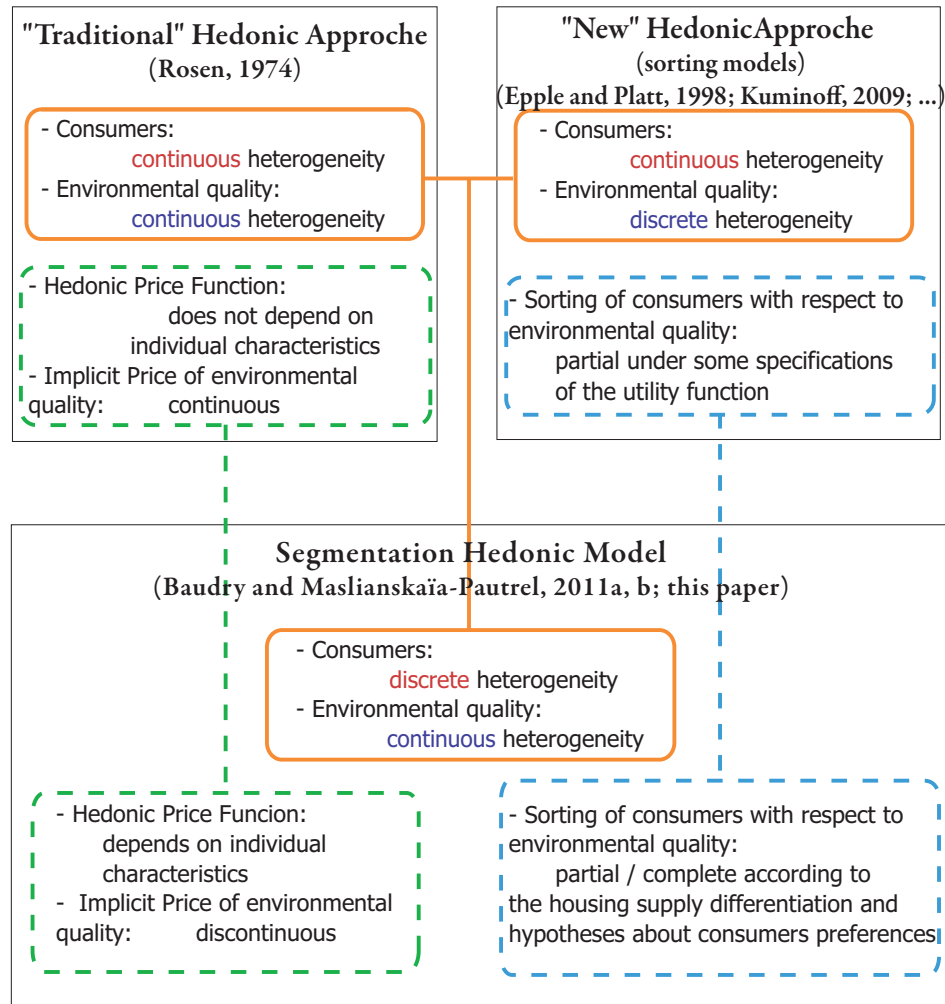 "Traditional" Hedonic Approche
(Rosen, 1974)
- Consumers:
continuous heterogeneity
- Environmental quality:
continuous heterogeneity
- Hedonic Price Function:
does not depend on
individual characteristics
- Implicit Price of environmental
quality: continuous
"New" HedonicApproche
(sorting models)
(Epple and Platt, 1998; Kuminoff, 2009; ...)
- Consumers:
continuous heterogeneity
- Environmental quality:
discrete heterogeneity
- Sorting of consumers with respect to
environmental quality:
partial under some specifications
of the utility function
Segmentation Hedonic Model
(Baudry and Maslianskaïa-Pautrel, 2011a, b; this paper)
- Consumers:
discrete heterogeneity
- Environmental quality:
continuous heterogeneity
- Hedonic Price Funcion:
depends on individual
characteristics
- Implicit Price of environmental
quality: discontinuous
- Sorting of consumers with respect to
environmental quality:
partial / complete according to
the housing supply differentiation and
hypotheses about consumers preferences